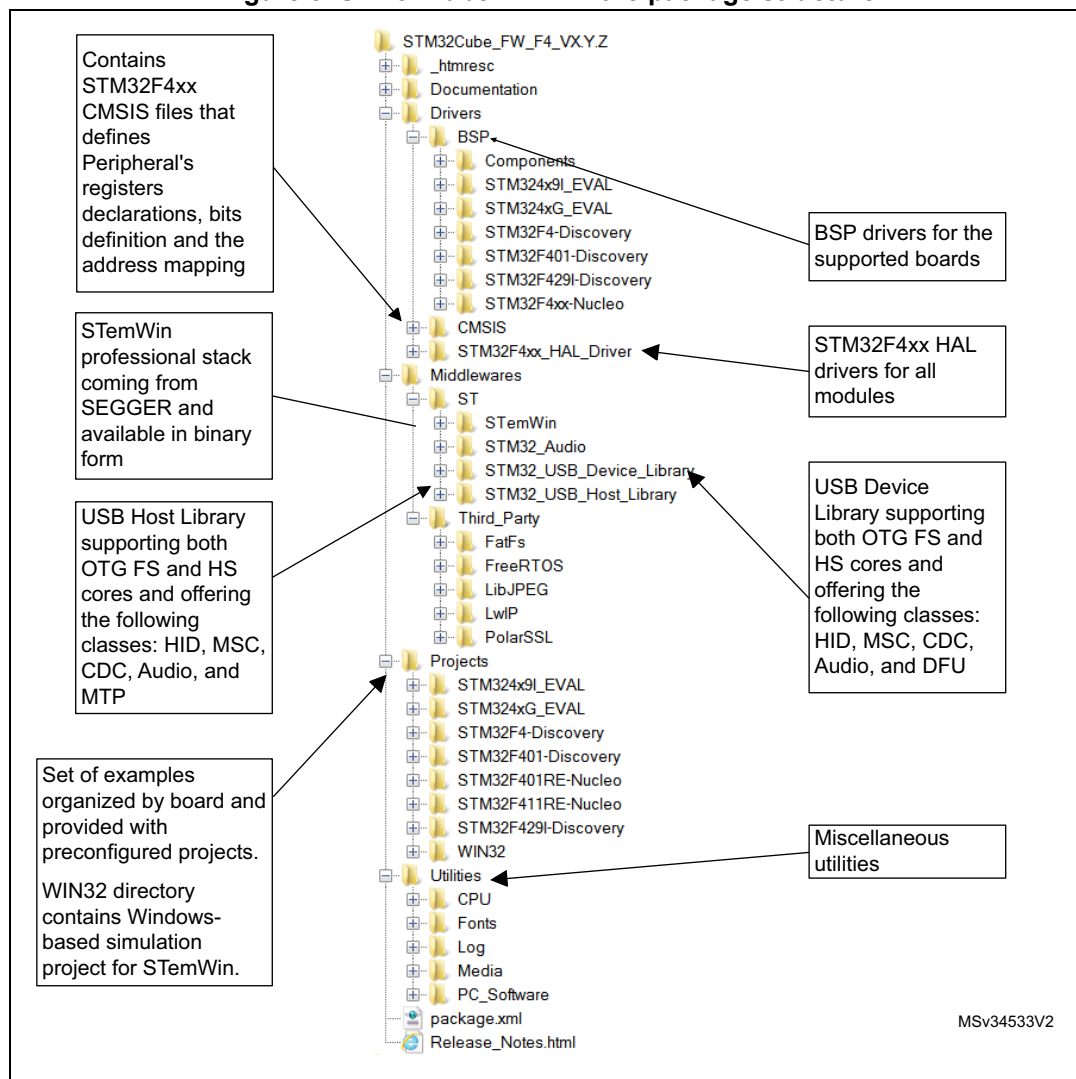 Contains
STM32F4xx
CMSIS files that
defines
Peripheral's
registers
declarations, bits
definition and the
address mapping
STemWin
professional stack
coming from
SEGGER and
available in binary
form
USB Host Library
supporting both
OTG FS and HS
cores and offering
the following
classes: HID, MSC,
CDC, Audio, and
MTP
Set of examples
organized by board and
provided with
preconfigured projects.
WIN32 directory
contains Windows-
based simulation
project for STemWin.
STM32Cube_FW_F4_VX.Y.Z
_htmresc
Documentation
Drivers
BSP
Components
STM324x9I_EVAL
STM324xG_EVAL
STM32F4-Discovery
STM32F401-Discovery
STM32F429I-Discovery
STM32F4xx-Nucleo
CMSIS
STM32F4xx_HAL_Driver
Middlewares
ST
STemWin
STM32_Audio
STM32_USB_Device_Library
STM32_USB_Host_Library
Third_Party
FatFs
FreeRTOS
LibJPEG
LwIP
PolarSSL
Projects
STM324x9I_EVAL
STM324xG_EVAL
STM32F4-Discovery
STM32F401-Discovery
STM32F401RE-Nucleo
STM32F411RE-Nucleo
STM32F429I-Discovery
WIN32
Utilities
CPU
Fonts
Log
Media
PC_Software
package.xml
Release_Notes.html
BSP drivers for the
supported boards
STM32F4xx HAL
drivers for all
modules
USB Device
Library supporting
both OTG FS and
HS cores and
offering the
following classes:
HID, MSC, CDC,
Audio, and DFU
Miscellaneous
utilities
MSv34533V2